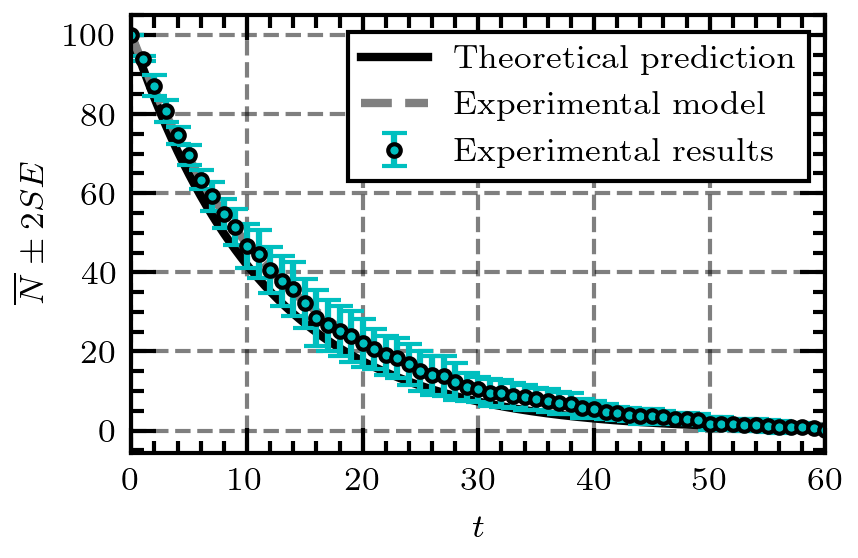 100
80
60
40
20
0
N̅ ± 2SE
Theoretical prediction
Experimental model
Experimental results
0 10 20 30 40 50 60
t